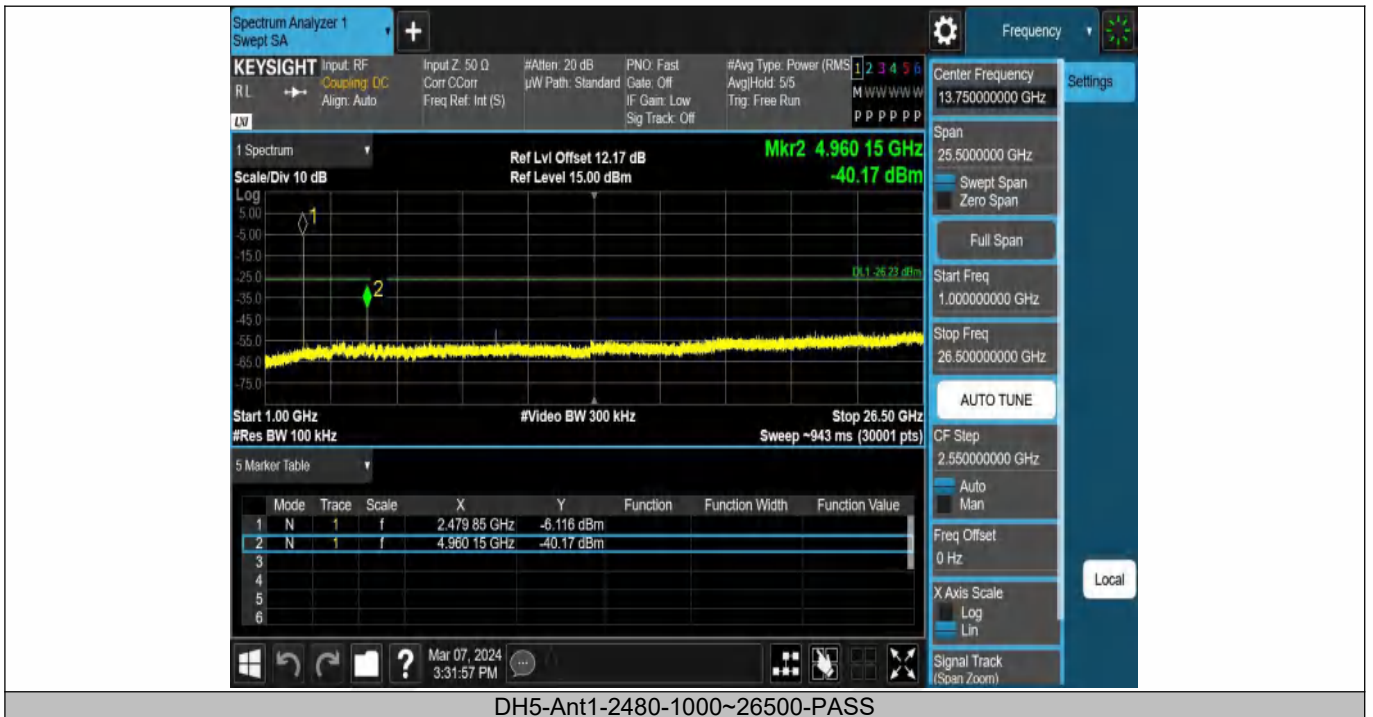 Spectrum Analyzer 1
Swept SA
+
Frequency
KEYSIGHT Input: RF
RL
Coupling: DC
Align: Auto
LXI
Input Z: 50 Ω
Corr CCorr
Freq Ref: Int (S)
#Atten: 20 dB
µW Path: Standard
PNO: Fast
Gate: Off
IF Gain: Low
Sig Track: Off
#Avg Type: Power (RMS
Avg|Hold: 5/5
Trig: Free Run
1 2 3 4 5 6
M W W W W W
P P P P P P
Center Frequency
13.750000000 GHz
Settings
1 Spectrum
Scale/Div 10 dB
Ref Lvl Offset 12.17 dB
Ref Level 15.00 dBm
Mkr2 4.960 15 GHz
-40.17 dBm
Log
5.00
-5.00
-15.0
-25.0
-35.0
-45.0
-55.0
-65.0
-75.0
1
2
DL1 -26.23 dBm
Start 1.00 GHz
#Res BW 100 kHz
#Video BW 300 kHz
Stop 26.50 GHz
Sweep ~943 ms (30001 pts)
Span
25.5000000 GHz
Swept Span
Zero Span
Full Span
Start Freq
1.000000000 GHz
Stop Freq
26.500000000 GHz
AUTO TUNE
CF Step
2.550000000 GHz
Auto
Man
Freq Offset
0 Hz
X Axis Scale
Log
Lin
Signal Track
(Span Zoom)
Local
5 Marker Table
Mode Trace Scale X Y Function Function Width Function Value
1 N 1 f 2.479 85 GHz -6.116 dBm
2 N 1 f 4.960 15 GHz -40.17 dBm
3
4
5
6
?
Mar 07, 2024
3:31:57 PM
DH5-Ant1-2480-1000~26500-PASS